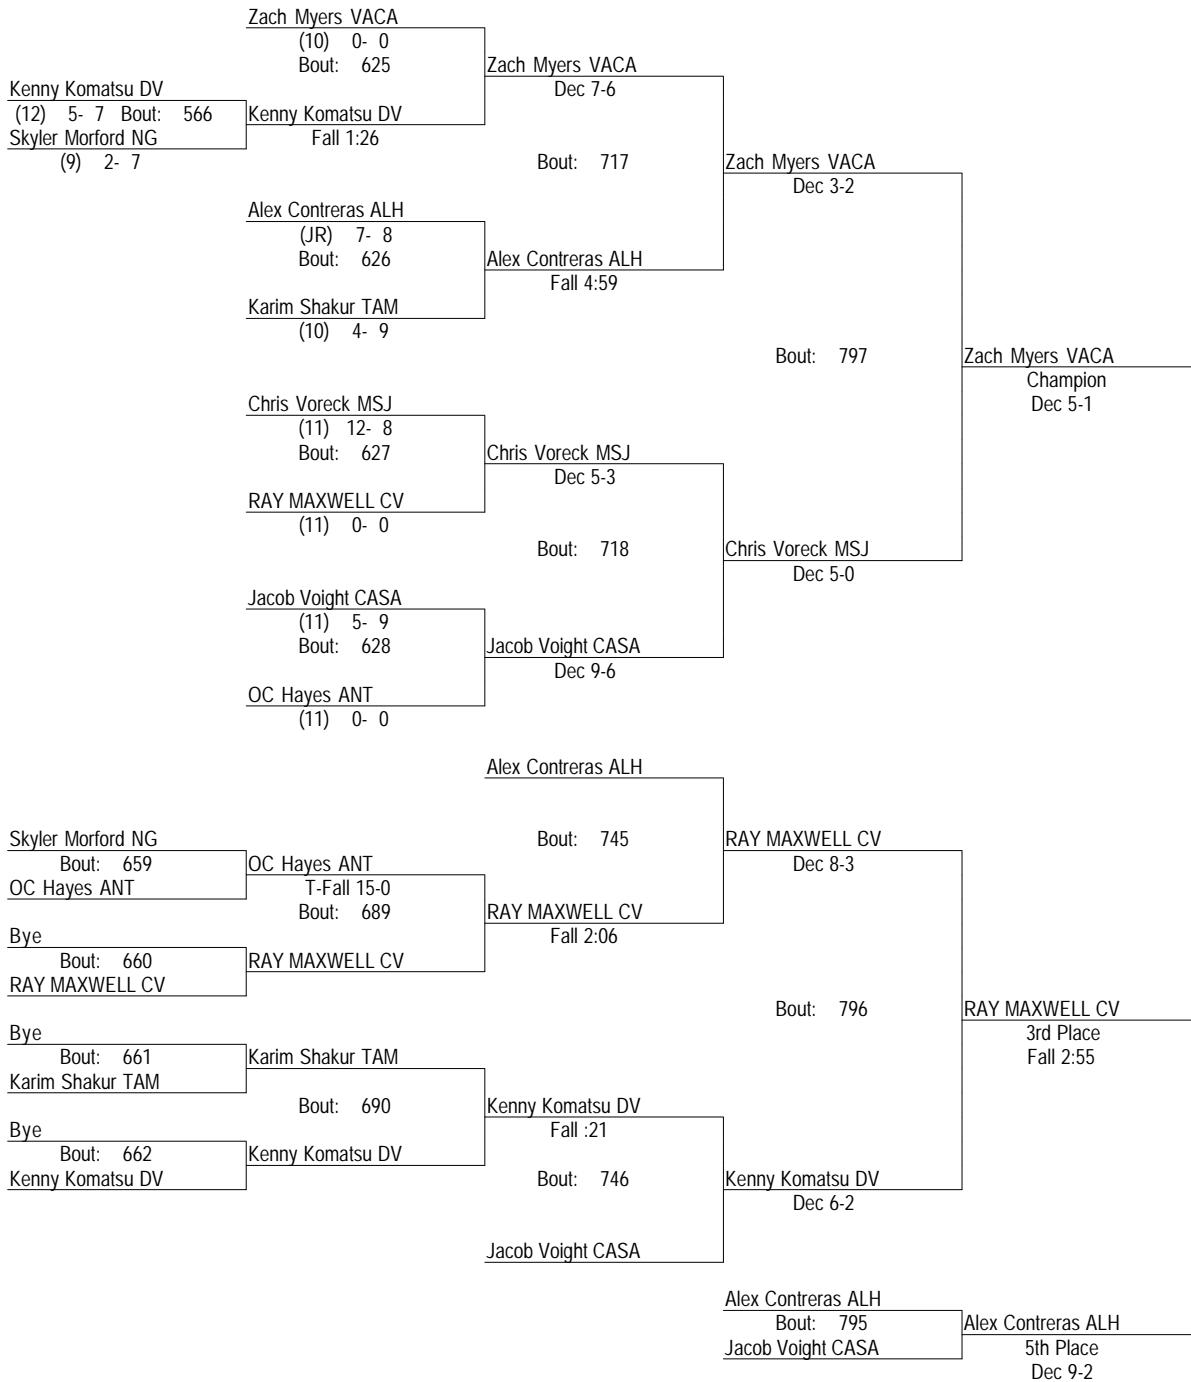 Zach Myers VACA
(10) 0- 0
Bout: 625
Zach Myers VACA
Dec 7-6
Kenny Komatsu DV
(12) 5- 7 Bout: 566
Kenny Komatsu DV
Fall 1:26
Skyler Morford NG
(9) 2- 7
Bout: 717
Zach Myers VACA
Dec 3-2
Alex Contreras ALH
(JR) 7- 8
Bout: 626
Alex Contreras ALH
Fall 4:59
Karim Shakur TAM
(10) 4- 9
Bout: 797
Zach Myers VACA
Champion
Dec 5-1
Chris Voreck MSJ
(11) 12- 8
Bout: 627
Chris Voreck MSJ
Dec 5-3
RAY MAXWELL CV
(11) 0- 0
Bout: 718
Chris Voreck MSJ
Dec 5-0
Jacob Voight CASA
(11) 5- 9
Bout: 628
Jacob Voight CASA
Dec 9-6
OC Hayes ANT
(11) 0- 0
Alex Contreras ALH
Bout: 745
RAY MAXWELL CV
Dec 8-3
Skyler Morford NG
Bout: 659
OC Hayes ANT
OC Hayes ANT
T-Fall 15-0
Bout: 689
RAY MAXWELL CV
Fall 2:06
Bye
Bout: 660
RAY MAXWELL CV
RAY MAXWELL CV
Bout: 796
RAY MAXWELL CV
3rd Place
Fall 2:55
Bye
Bout: 661
Karim Shakur TAM
Karim Shakur TAM
Bout: 690
Kenny Komatsu DV
Fall :21
Bye
Bout: 662
Kenny Komatsu DV
Kenny Komatsu DV
Bout: 746
Kenny Komatsu DV
Dec 6-2
Jacob Voight CASA
Alex Contreras ALH
Bout: 795
Jacob Voight CASA
Alex Contreras ALH
5th Place
Dec 9-2